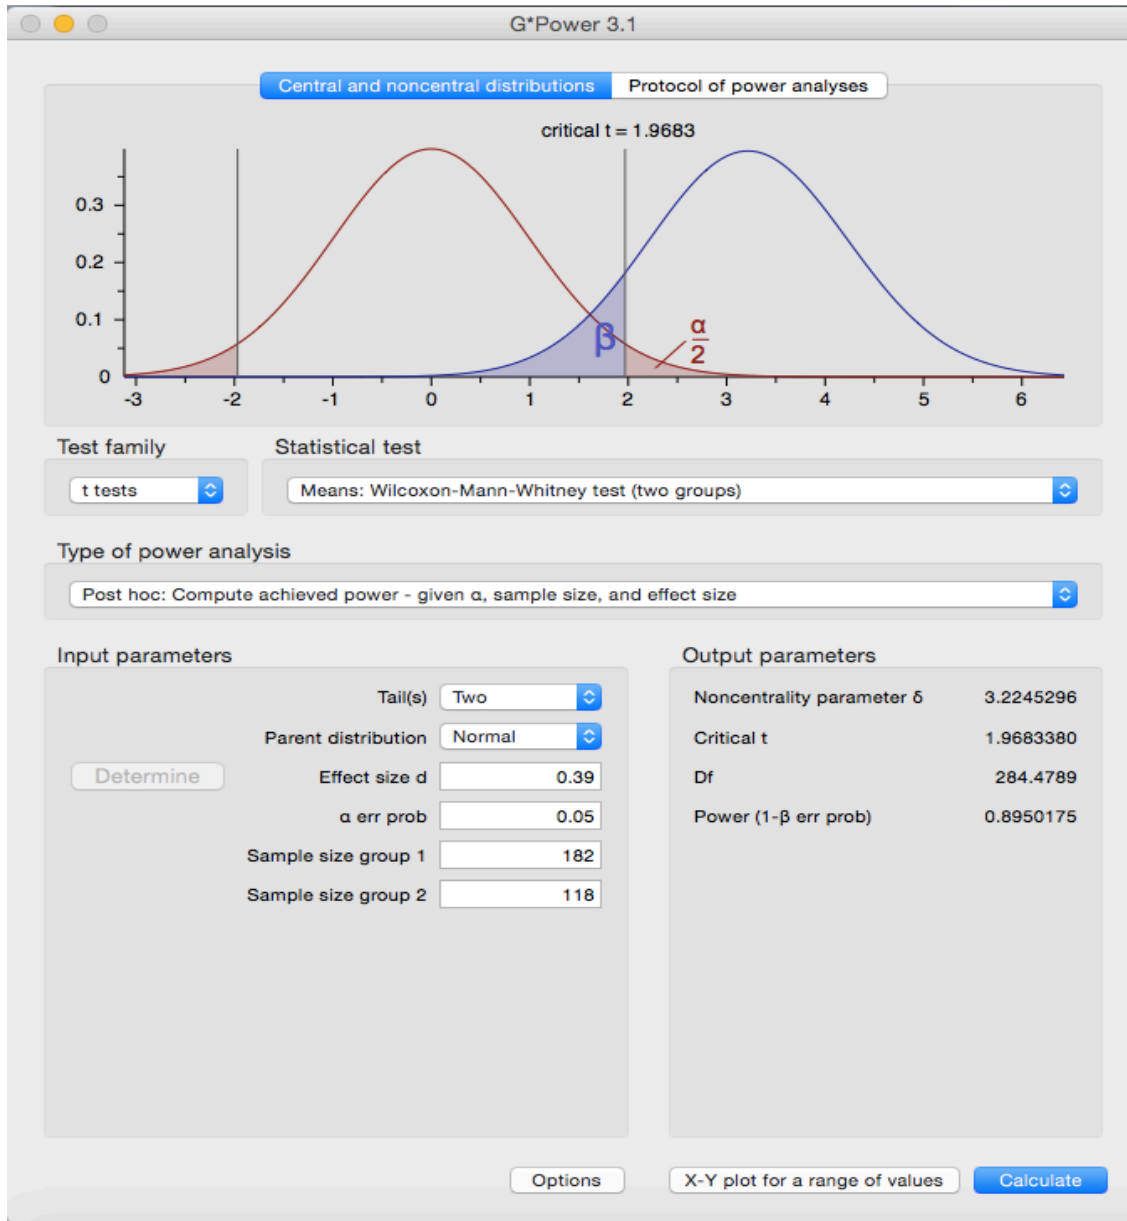 G*Power 3.1
Central and noncentral distributions Protocol of power analyses
critical t = 1.9683
0.3
0.2
0.1
0
β
α
2
-3 -2 -1 0 1 2 3 4 5 6
Test family Statistical test
t tests Means: Wilcoxon-Mann-Whitney test (two groups)
Type of power analysis
Post hoc: Compute achieved power - given α, sample size, and effect size
Input parameters
Tail(s) Two
Parent distribution Normal
Determine Effect size d 0.39
α err prob 0.05
Sample size group 1 182
Sample size group 2 118
Output parameters
Noncentrality parameter δ 3.2245296
Critical t 1.9683380
Df 284.4789
Power (1-β err prob) 0.8950175
Options X-Y plot for a range of values Calculate